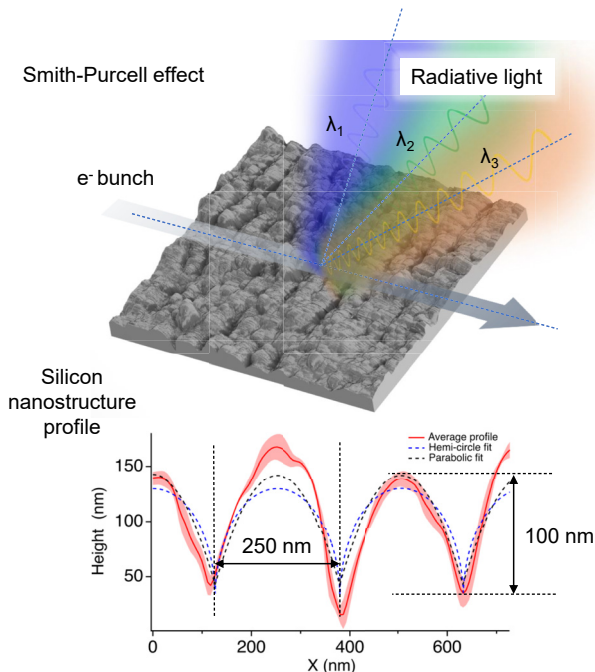 Smith-Purcell effect
Radiative light
λ1
λ2
λ3
e- bunch
Silicon
nanostructure
profile
Average profile
Hemi-circle fit
Parabolic fit
150
100
50
Height (nm)
250 nm
100 nm
0
200
400
600
X (nm)